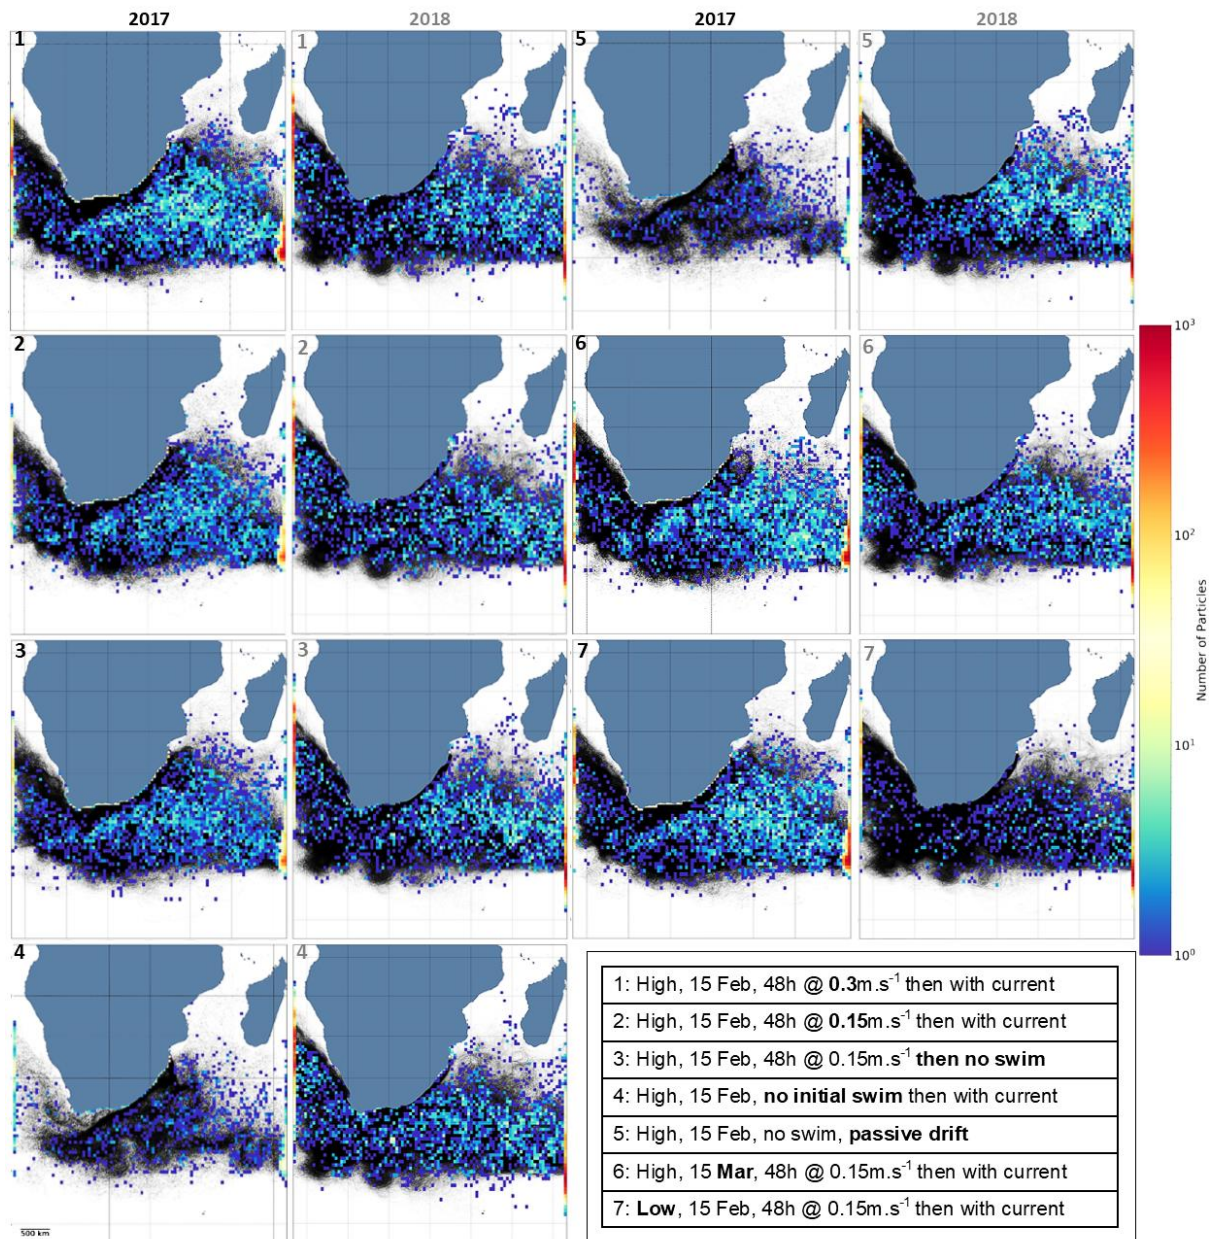 2017 2018 2017 2018
1 1 5 5
2 2 6 6
3 3 7 7
4 4
500 km
10³
10²
10¹
10⁰
Number of Particles
1: High, 15 Feb, 48h @ 0.3m.s⁻¹ then with current
2: High, 15 Feb, 48h @ 0.15m.s⁻¹ then with current
3: High, 15 Feb, 48h @ 0.15m.s⁻¹ then no swim
4: High, 15 Feb, no initial swim then with current
5: High, 15 Feb, no swim, passive drift
6: High, 15 Mar, 48h @ 0.15m.s⁻¹ then with current
7: Low, 15 Feb, 48h @ 0.15m.s⁻¹ then with current